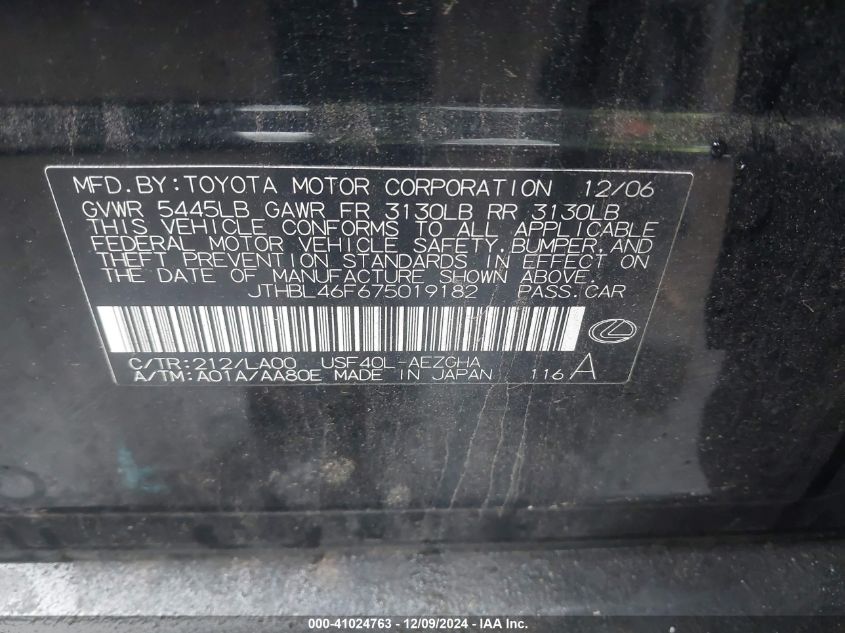 MFD.BY:TOYOTA MOTOR CORPORATION 12/06
GVWR 5445LB GAWR FR 3130LB RR 3130LB
THIS VEHICLE CONFORMS TO ALL APPLICABLE
FEDERAL MOTOR VEHICLE SAFETY,BUMPER,AND
THEFT PREVENTION STANDARDS IN EFFECT ON
THE DATE OF MANUFACTURE SHOWN ABOVE.
JTHBL46F675019182 PASS.CAR
C/TR:212/LA00 USF40L-AEZGHA
A/TM:A01A/AA80E MADE IN JAPAN 116A
000-41024763 - 12/09/2024 - IAA Inc.